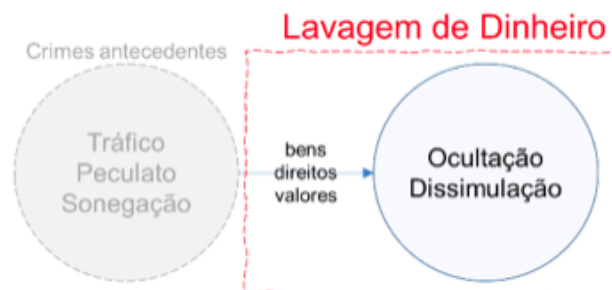 Lavagem de Dinheiro
Crimes antecedentes
Tráfico
Peculato
Sonegação
bens
direitos
valores
Ocultação
Dissimulação